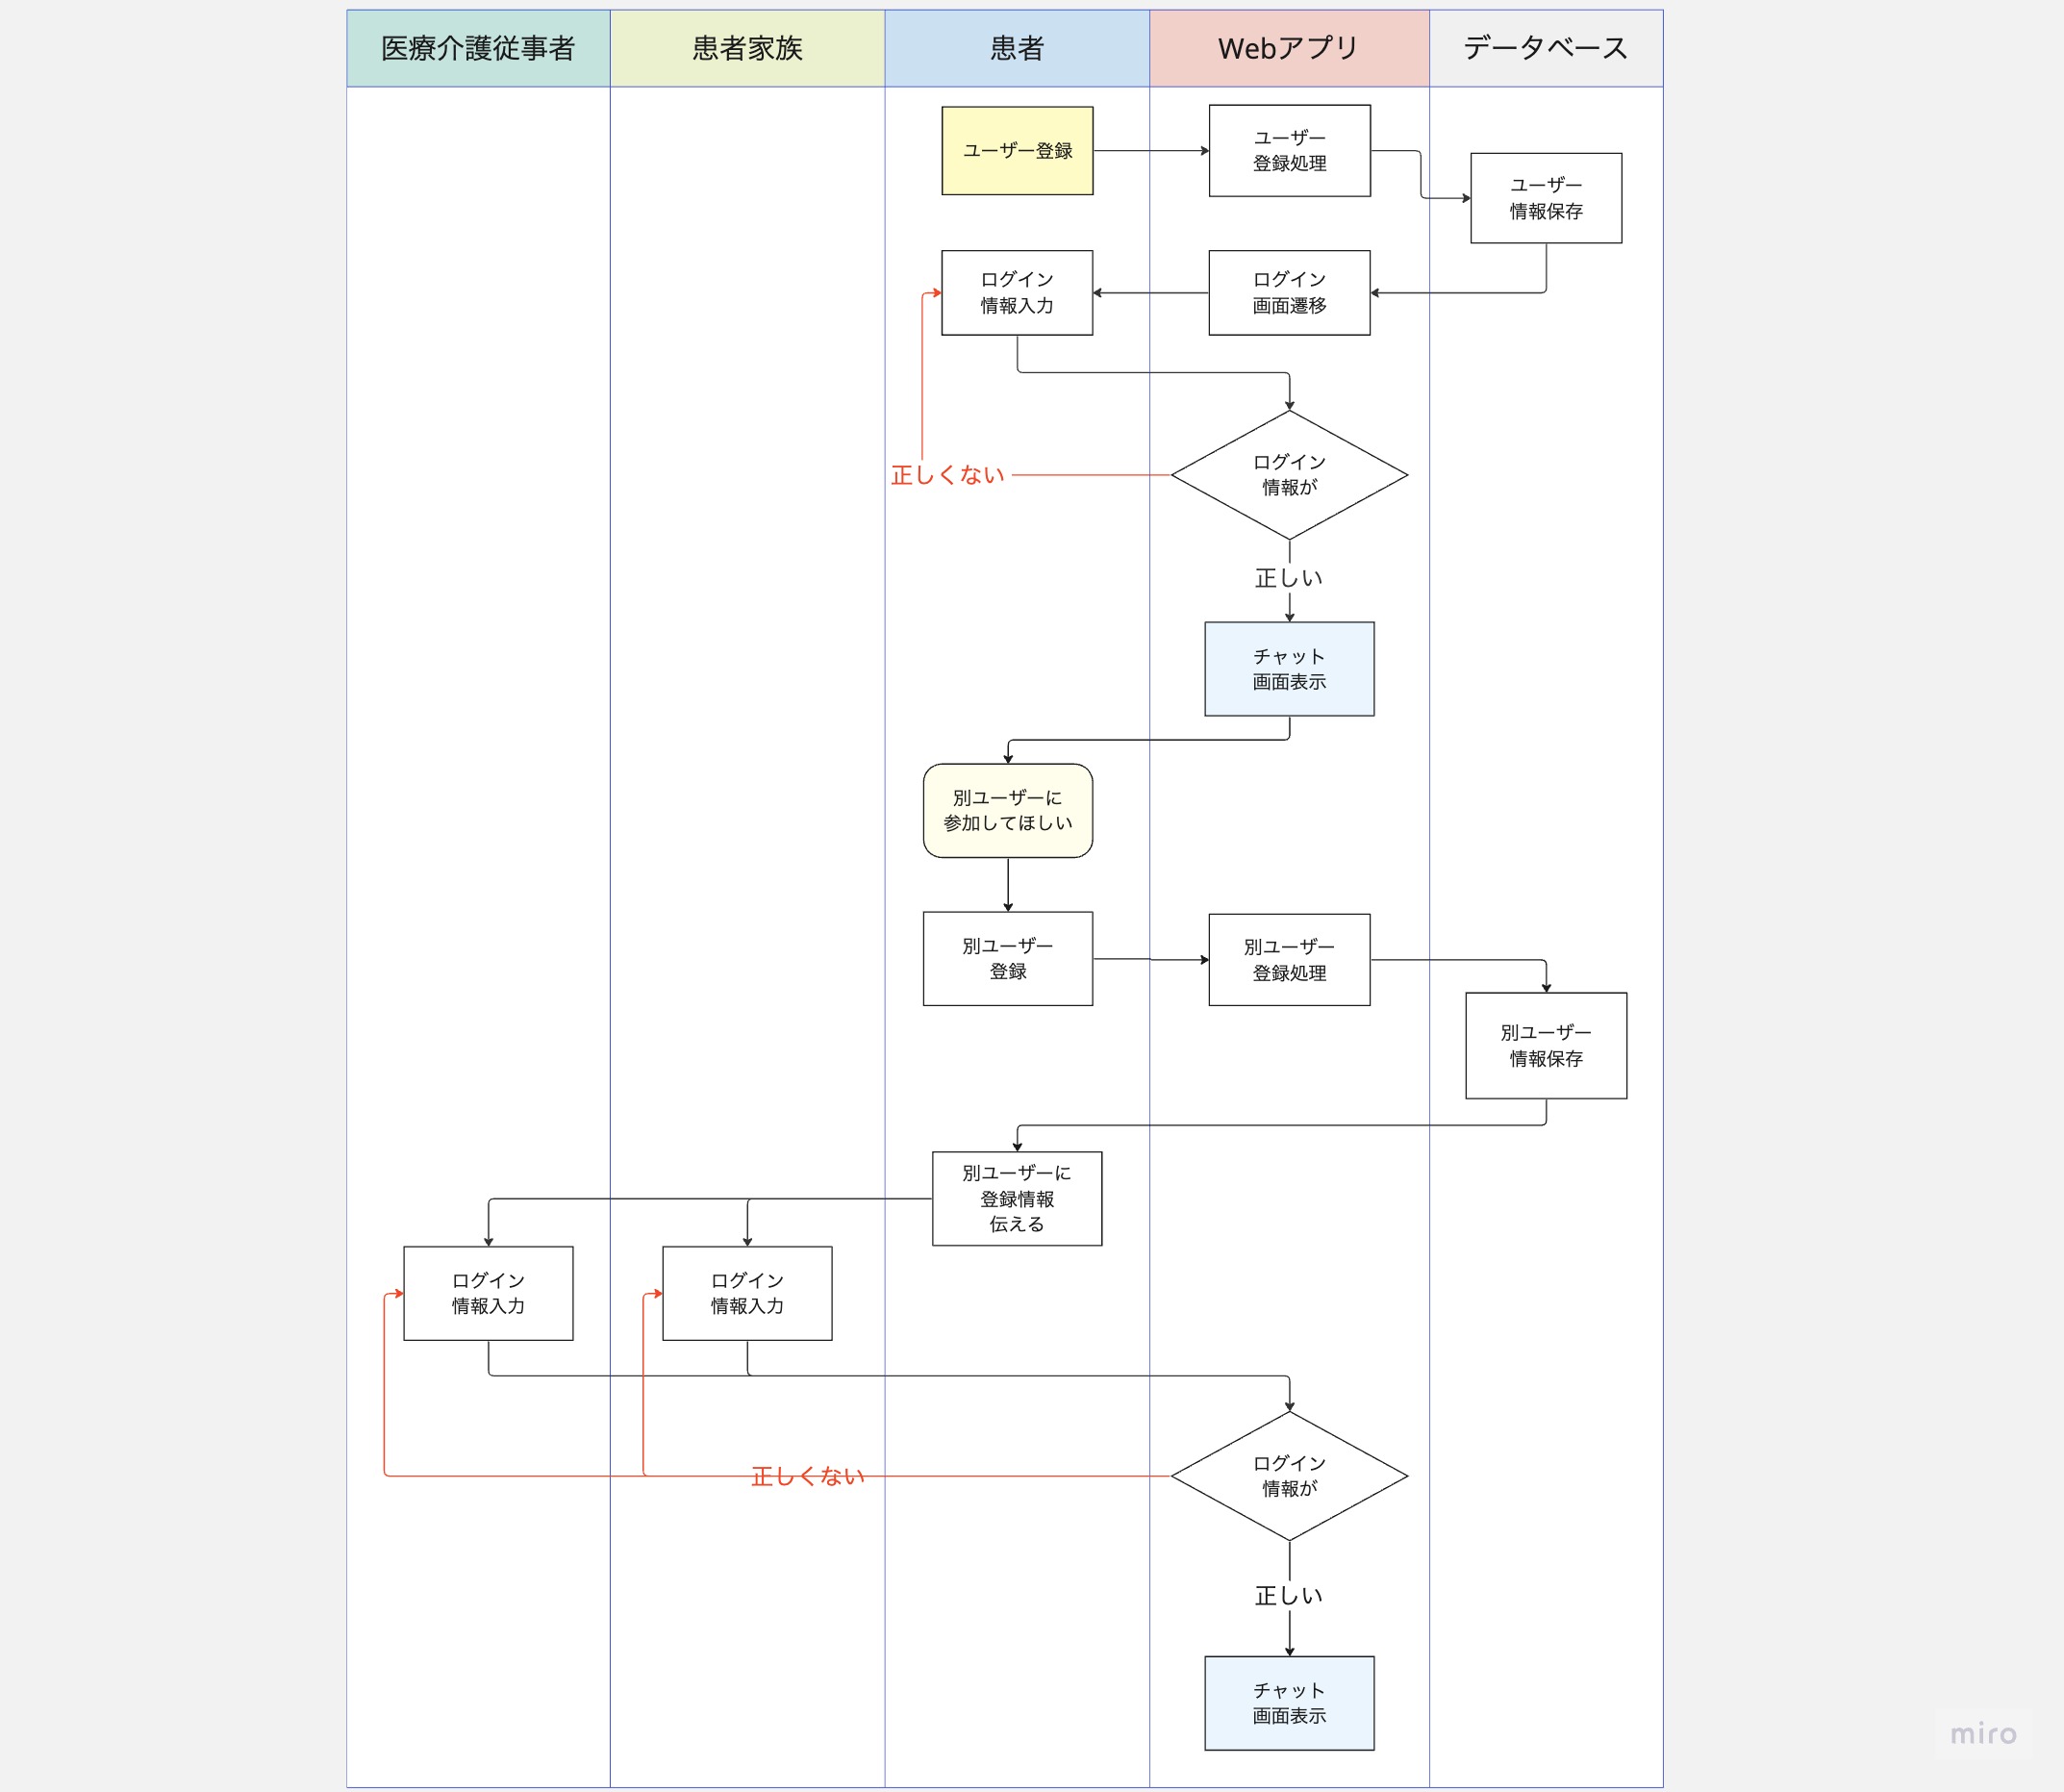 医療介護従事者
患者家族
患者
Webアプリ
データベース
ユーザー登録
ユーザー
登録処理
ユーザー
情報保存
ログイン
情報入力
ログイン
画面遷移
ログイン
情報が
正しくない
正しい
チャット
画面表示
別ユーザーに
参加してほしい
別ユーザー
登録
別ユーザー
登録処理
別ユーザー
情報保存
別ユーザーに
登録情報
伝える
ログイン
情報入力
ログイン
情報入力
ログイン
情報が
正しくない
正しい
チャット
画面表示
miro